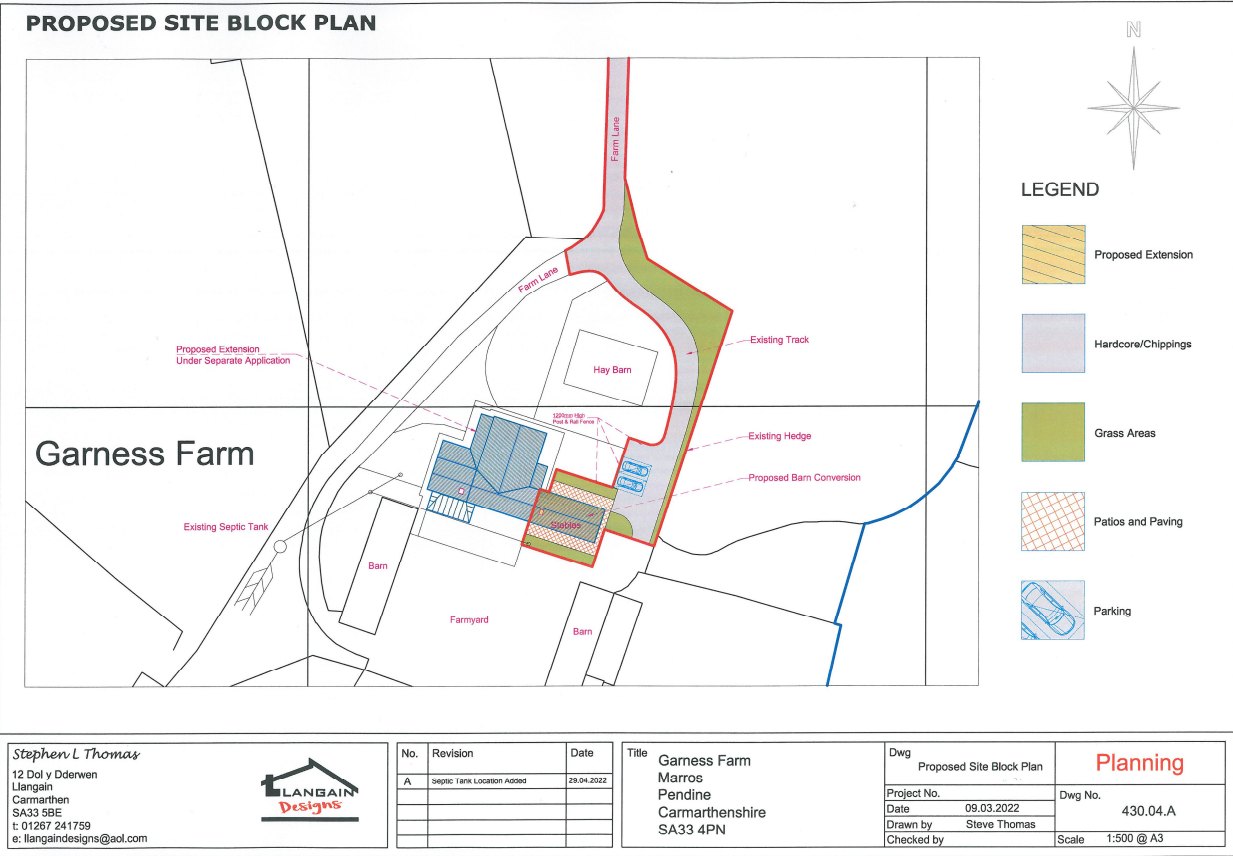 PROPOSED SITE BLOCK PLAN
N
Farm Lane
Farm Lane
LEGEND
Proposed Extension
Hardcore/Chippings
Grass Areas
Patios and Paving
Parking
Proposed Extension
Under Separate Application
Existing Track
Hay Barn
1200mm High
Post & Rail Fence
Existing Hedge
Garness Farm
Proposed Barn Conversion
Existing Septic Tank
Stables
Barn
Farmyard
Barn
Stephen L Thomas
12 Dol y Dderwen
Llangain
Carmarthen
SA33 5BE
t: 01267 241759
e: llangaindesigns@aol.com
LLANGAIN
Designs
No. Revision Date
A Septic Tank Location Added 29.04.2022
Title
Garness Farm
Marros
Pendine
Carmarthenshire
SA33 4PN
Dwg
Proposed Site Block Plan
Project No.
Date 09.03.2022
Drawn by Steve Thomas
Checked by
Planning
Dwg No.
430.04.A
Scale 1:500 @ A3